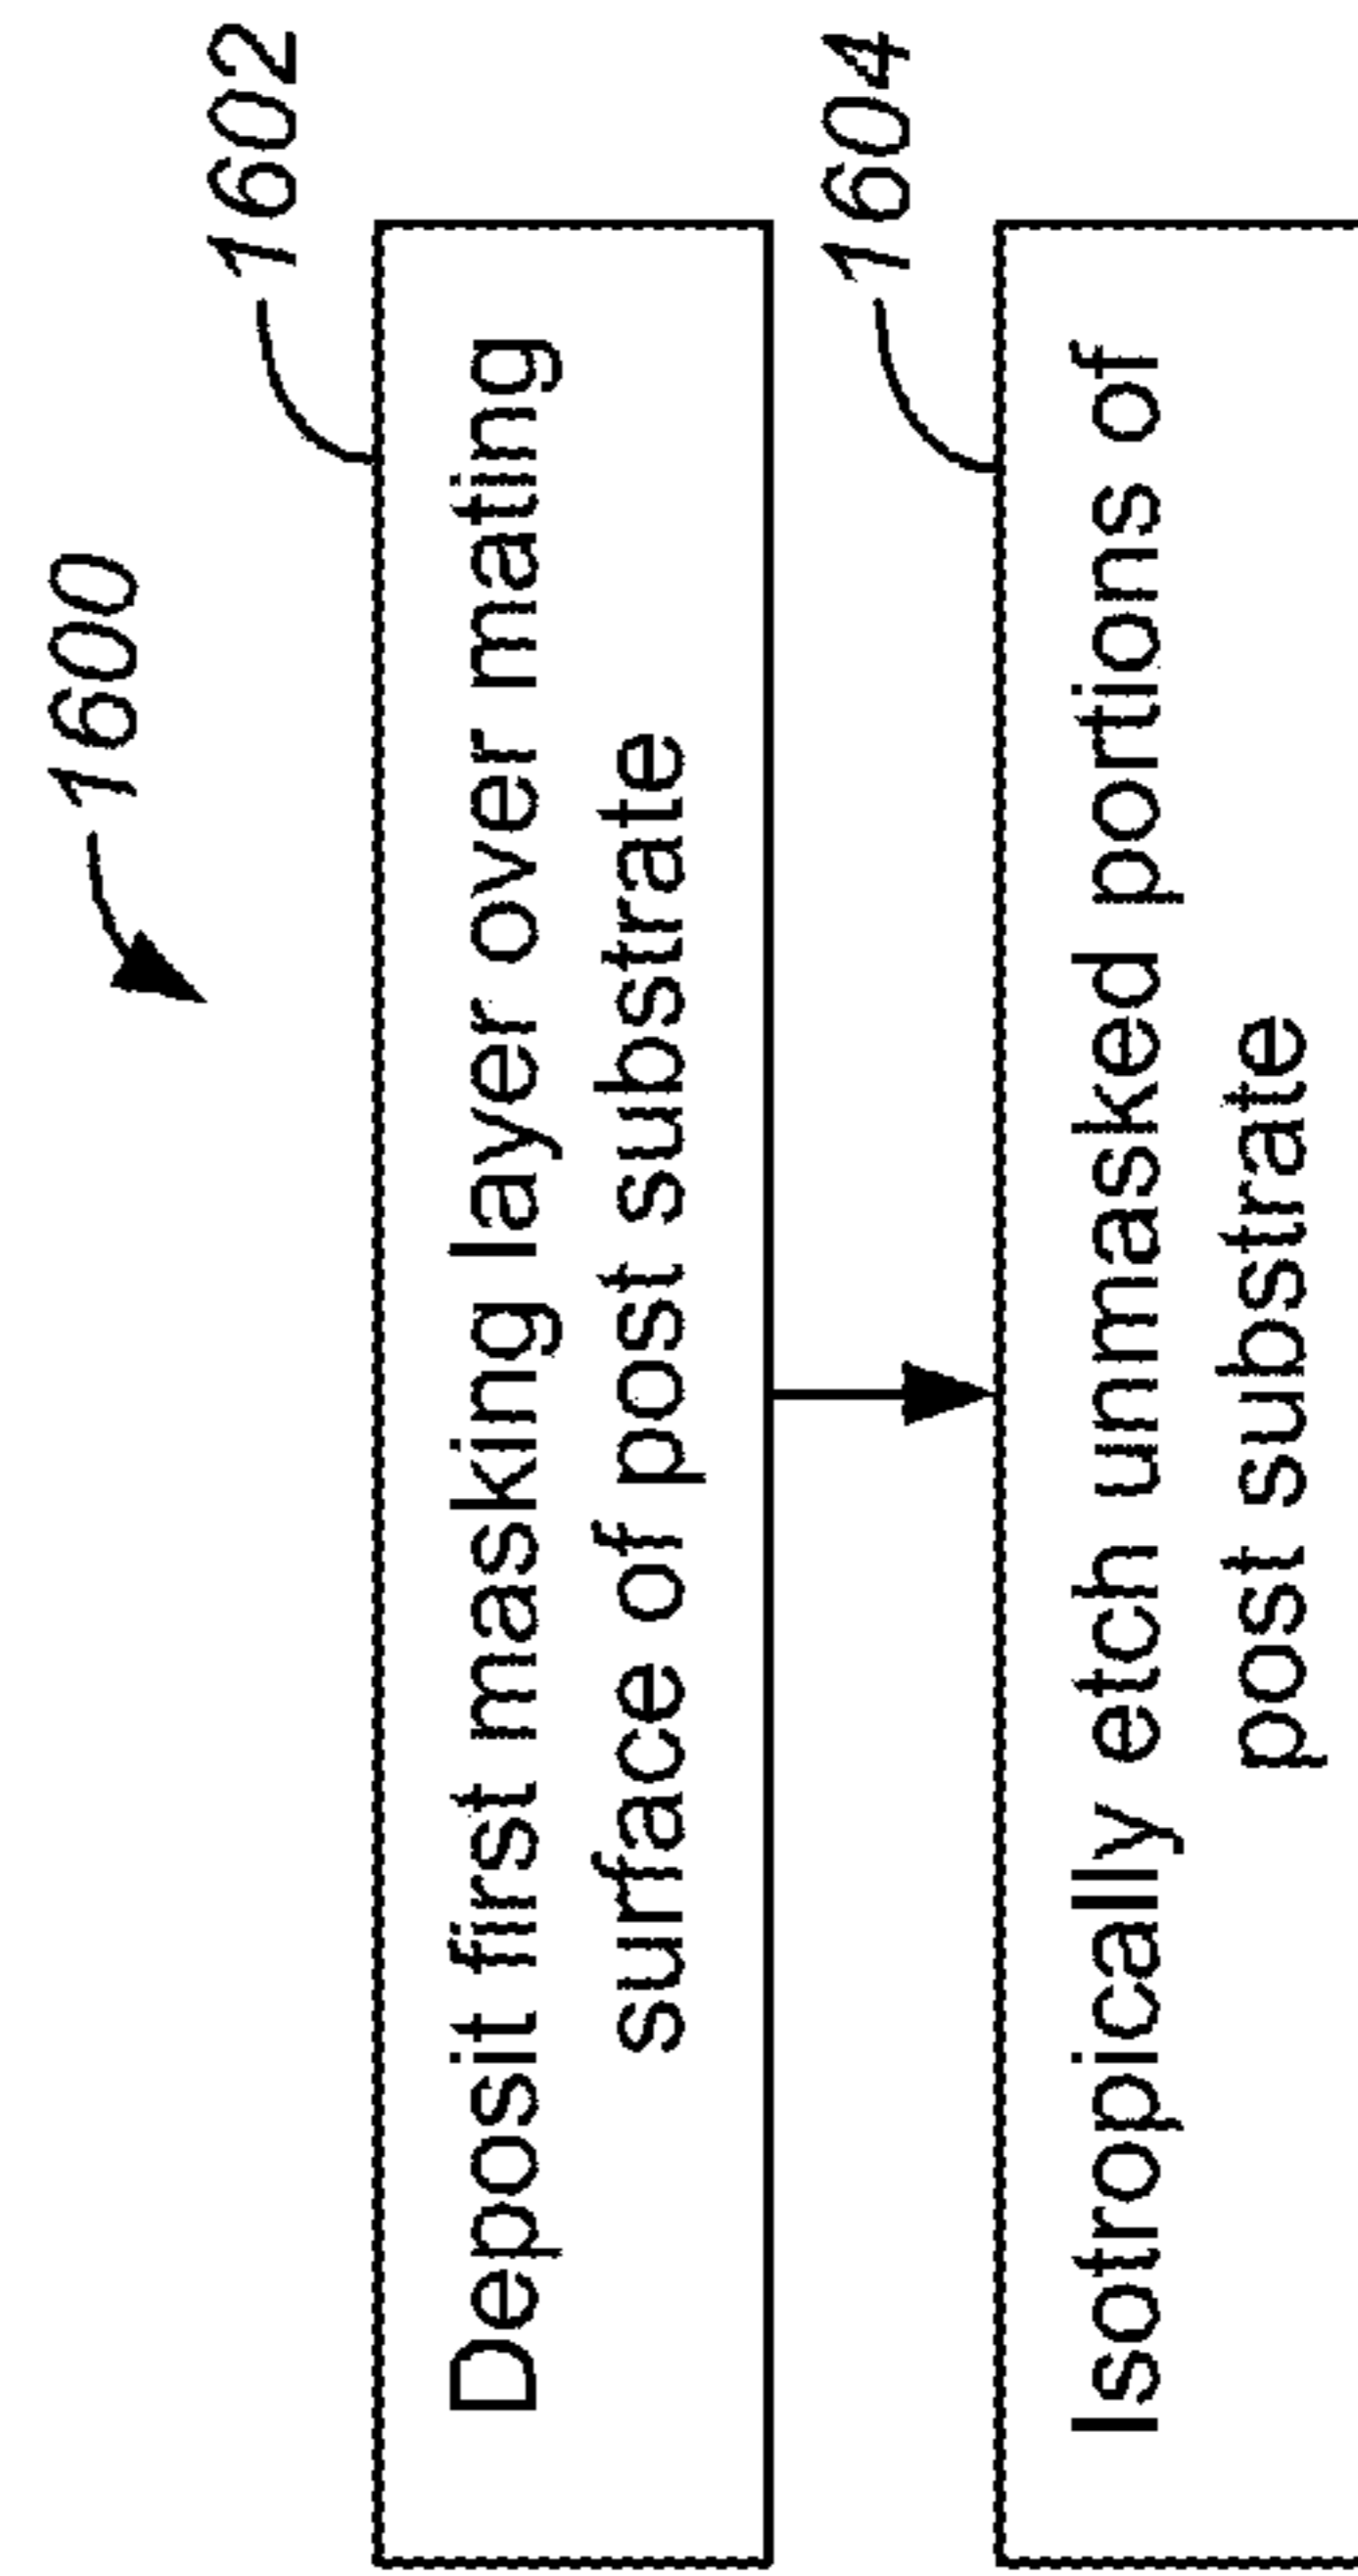 1600
1602
Deposit first masking layer over mating
surface of post substrate
1604
Isotropically etch unmasked portions of
post substrate